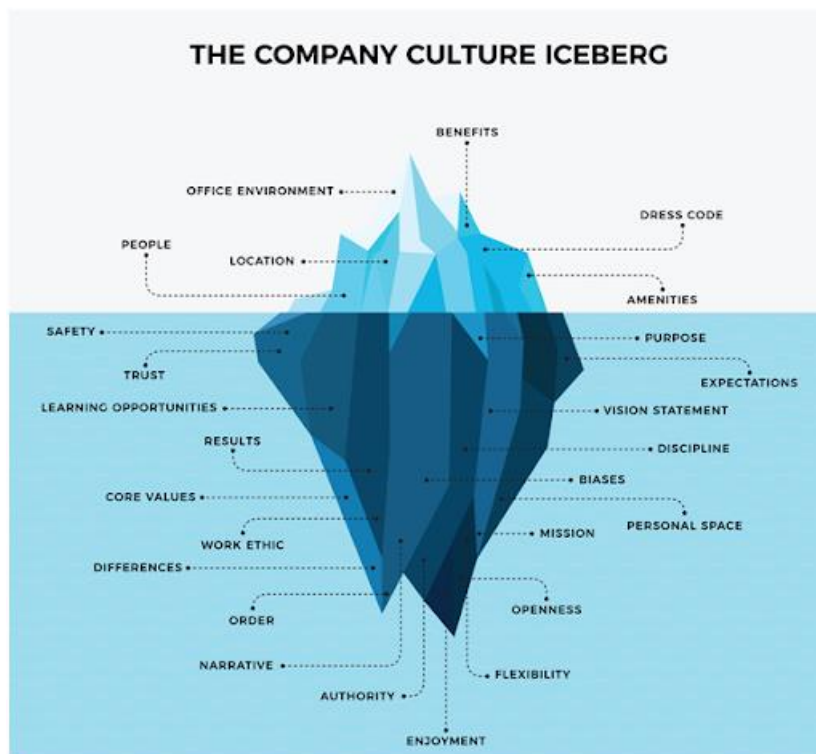 THE COMPANY CULTURE ICEBERG
BENEFITS
OFFICE ENVIRONMENT
DRESS CODE
PEOPLE
LOCATION
AMENITIES
SAFETY
PURPOSE
TRUST
EXPECTATIONS
LEARNING OPPORTUNITIES
VISION STATEMENT
RESULTS
DISCIPLINE
BIASES
CORE VALUES
PERSONAL SPACE
MISSION
WORK ETHIC
DIFFERENCES
OPENNESS
ORDER
NARRATIVE
FLEXIBILITY
AUTHORITY
ENJOYMENT